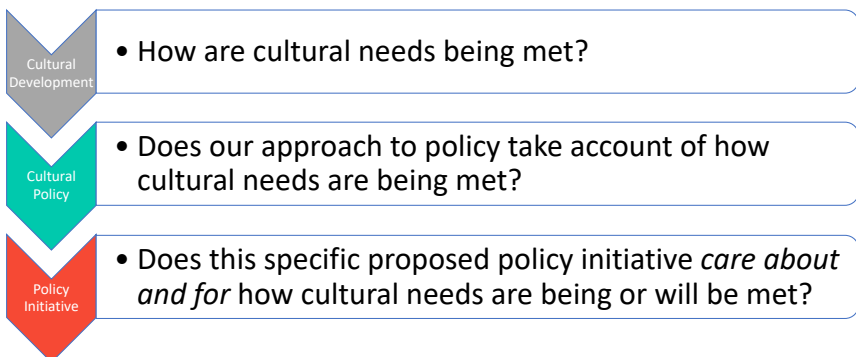 Cultural
Development
• How are cultural needs being met?
Cultural
Policy
• Does our approach to policy take account of how
cultural needs are being met?
Policy
Initiative
• Does this specific proposed policy initiative care about
and for how cultural needs are being or will be met?